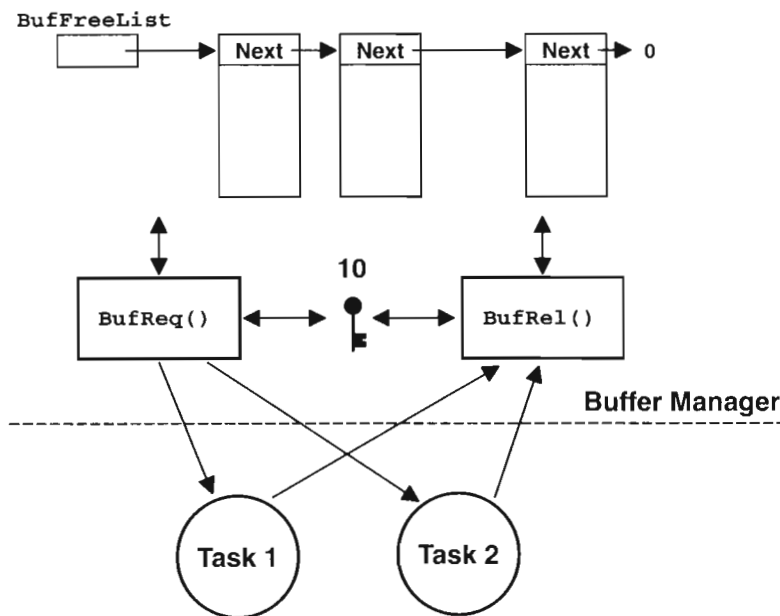 BufFreeList
Next Next Next 0
10
BufReq() BufRel()
Buffer Manager
Task 1 Task 2